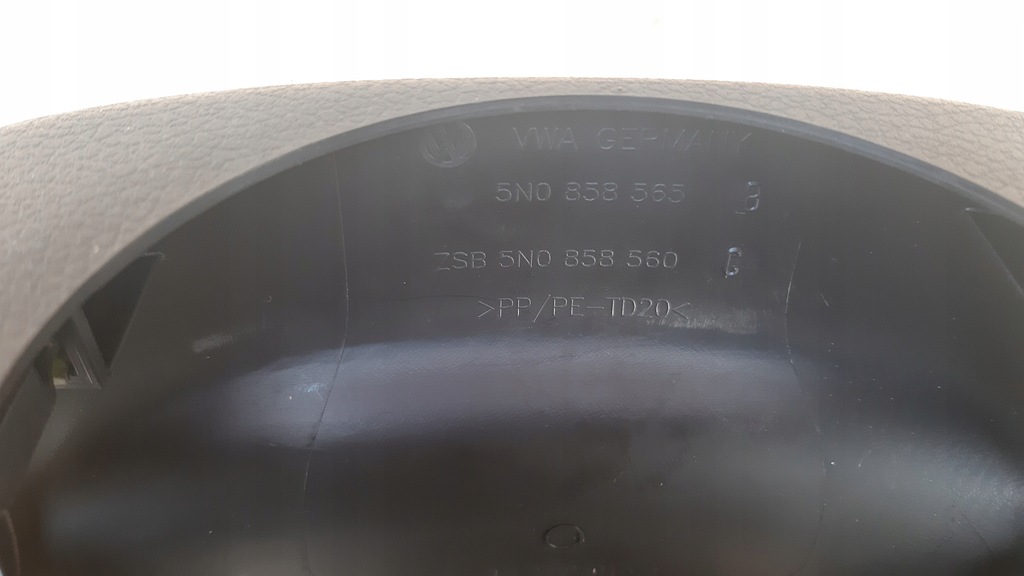 VWA GERMANY
5N0 858 565 B
ZSB 5N0 858 560 C
>PP/PE-TD20<